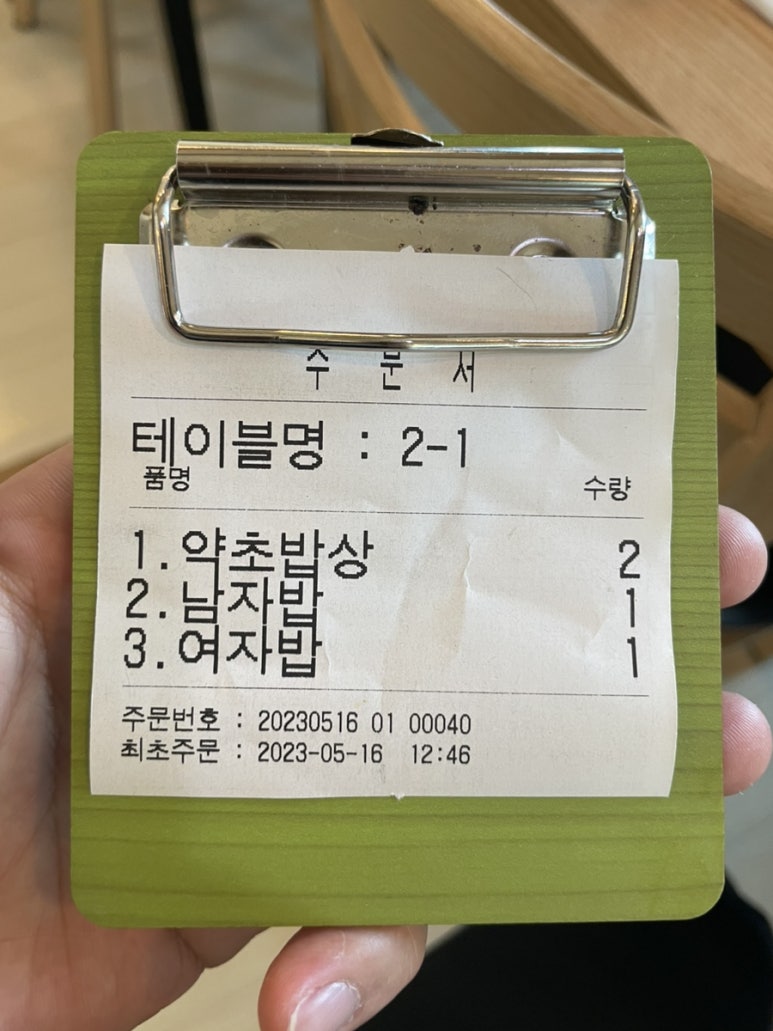 주 문 서
테이블명 : 2-1
품명 수량
1.약초밥상 2
2.남자밥 1
3.여자밥 1
주문번호 : 20230516 01 00040
최초주문 : 2023-05-16 12:46